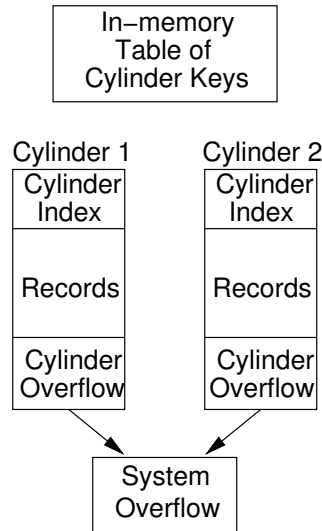 In-memory
Table of
Cylinder Keys
Cylinder 1
Cylinder
Index
Records
Cylinder
Overflow
Cylinder 2
Cylinder
Index
Records
Cylinder
Overflow
System
Overflow